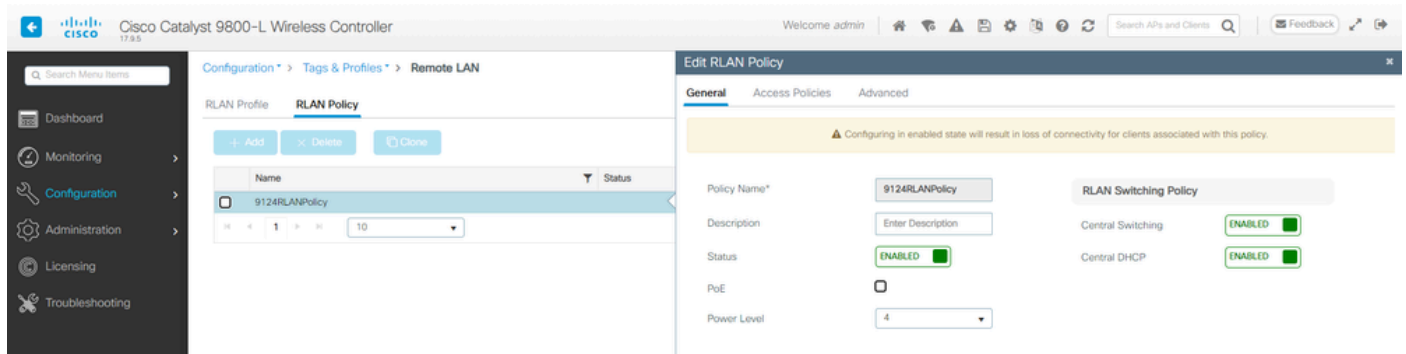 CISCO
Cisco Catalyst 9800-L Wireless Controller
17.9.5
Welcome admin
Search APs and Clients
Feedback
Search Menu Items
Dashboard
Monitoring
Configuration
Administration
Licensing
Troubleshooting
Configuration > Tags & Profiles > Remote LAN
RLAN Profile RLAN Policy
+ Add × Delete Clone
Name Status
9124RLANPolicy
1 10
Edit RLAN Policy
General Access Policies Advanced
Configuring in enabled state will result in loss of connectivity for clients associated with this policy.
Policy Name* 9124RLANPolicy
Description Enter Description
Status ENABLED
PoE
Power Level 4
RLAN Switching Policy
Central Switching ENABLED
Central DHCP ENABLED